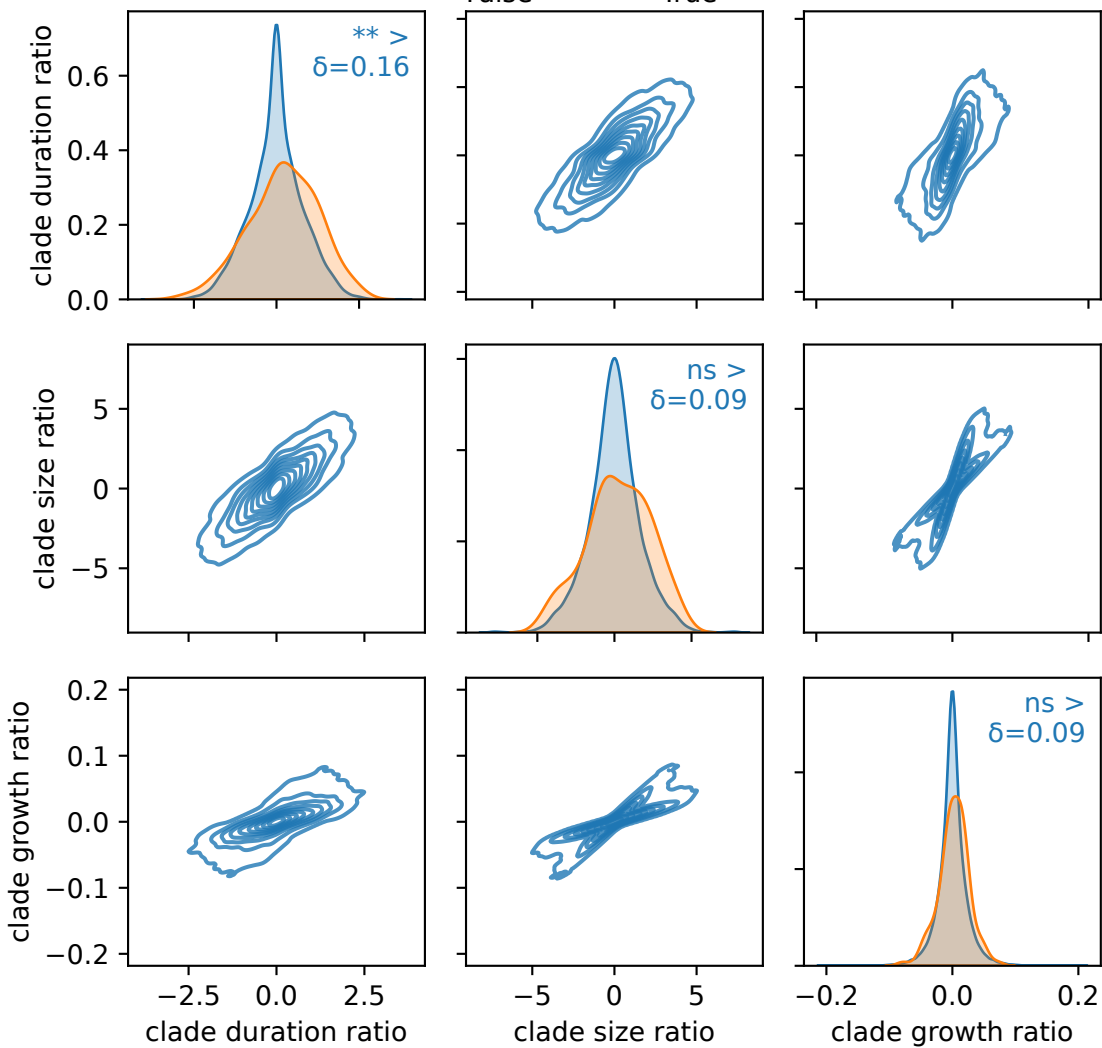 True
** >
δ=0.16
clade duration ratio
0.6
0.4
0.2
0.0
ns >
δ=0.09
clade size ratio
5
0
−5
ns >
δ=0.09
clade growth ratio
0.2
0.1
0.0
−0.1
−0.2
−2.5 0.0 2.5
−5 0 5
−0.2 0.0 0.2
clade duration ratio
clade size ratio
clade growth ratio